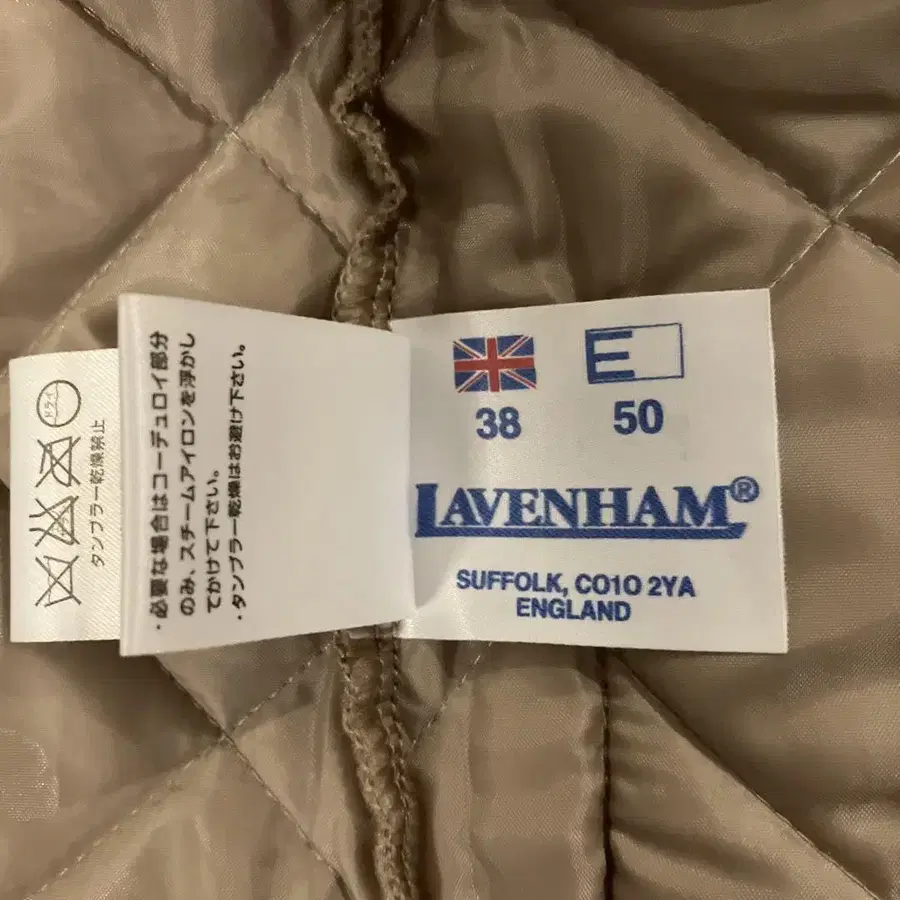 ドライ
タンブラー乾燥禁止
・必要な場合はコーデュロイ部分
のみ、スチームアイロンを浮かし
てかけて下さい。
・タンブラー乾燥はお避け下さい。
E
38
50
LAVENHAM®
SUFFOLK, CO10 2YA
ENGLAND